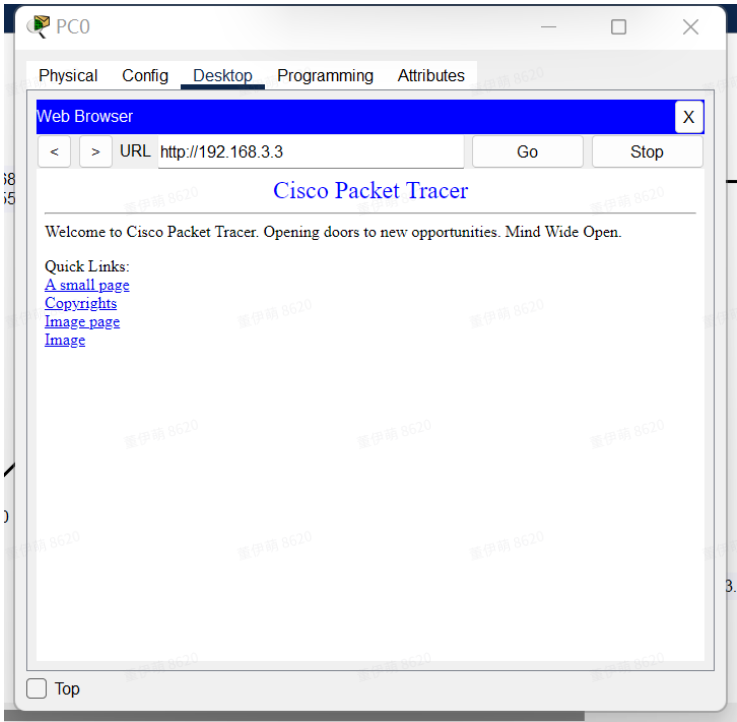 PC0
Physical Config Desktop Programming Attributes
Web Browser
X
< > URL http://192.168.3.3 Go Stop
Cisco Packet Tracer
Welcome to Cisco Packet Tracer. Opening doors to new opportunities. Mind Wide Open.
Quick Links:
A small page
Copyrights
Image page
Image
Top